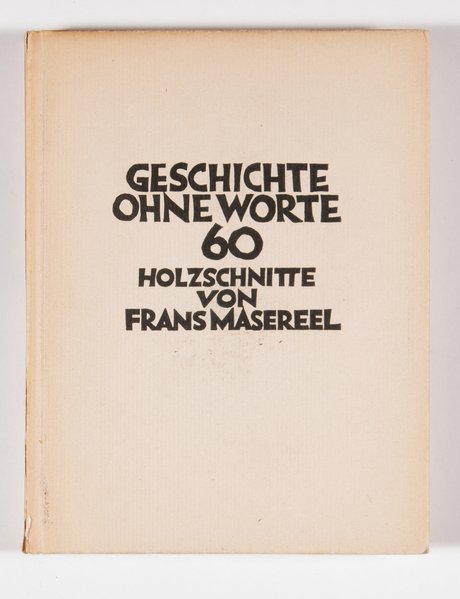 GESCHICHTE
OHNE WORTE
60
HOLZSCHNITTE
VON
FRANS MASEREEL